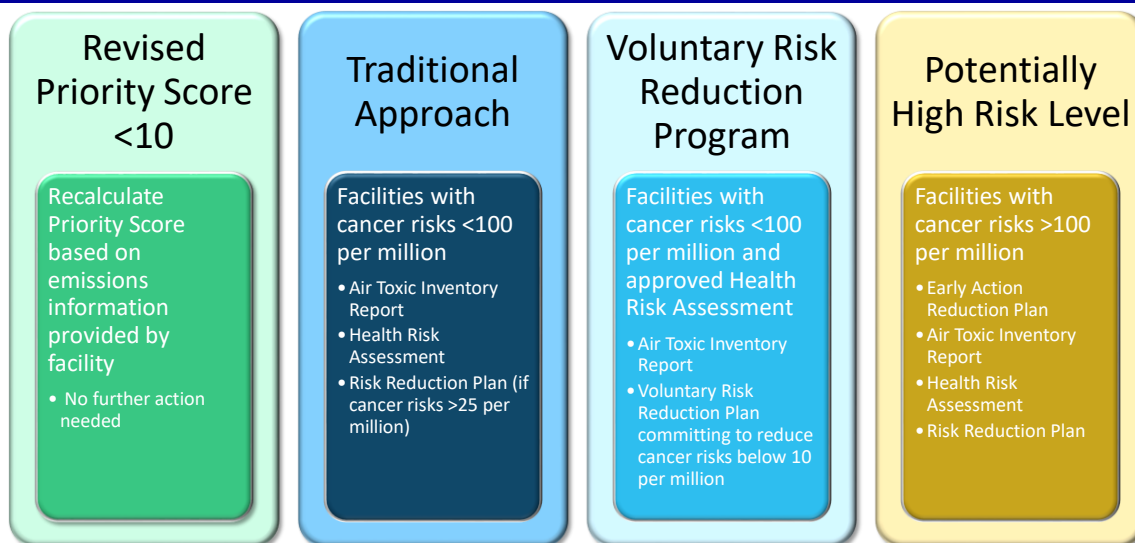 Revised
Priority Score
<10
Recalculate
Priority Score
based on
emissions
information
provided by
facility
• No further action
needed
Traditional
Approach
Facilities with
cancer risks <100
per million
• Air Toxic Inventory
Report
• Health Risk
Assessment
• Risk Reduction Plan (if
cancer risks >25 per
million)
Voluntary Risk
Reduction
Program
Facilities with
cancer risks <100
per million and
approved Health
Risk Assessment
• Air Toxic Inventory
Report
• Voluntary Risk
Reduction Plan
committing to reduce
cancer risks below 10
per million
Potentially
High Risk Level
Facilities with
cancer risks >100
per million
• Early Action
Reduction Plan
• Air Toxic Inventory
Report
• Health Risk
Assessment
• Risk Reduction Plan